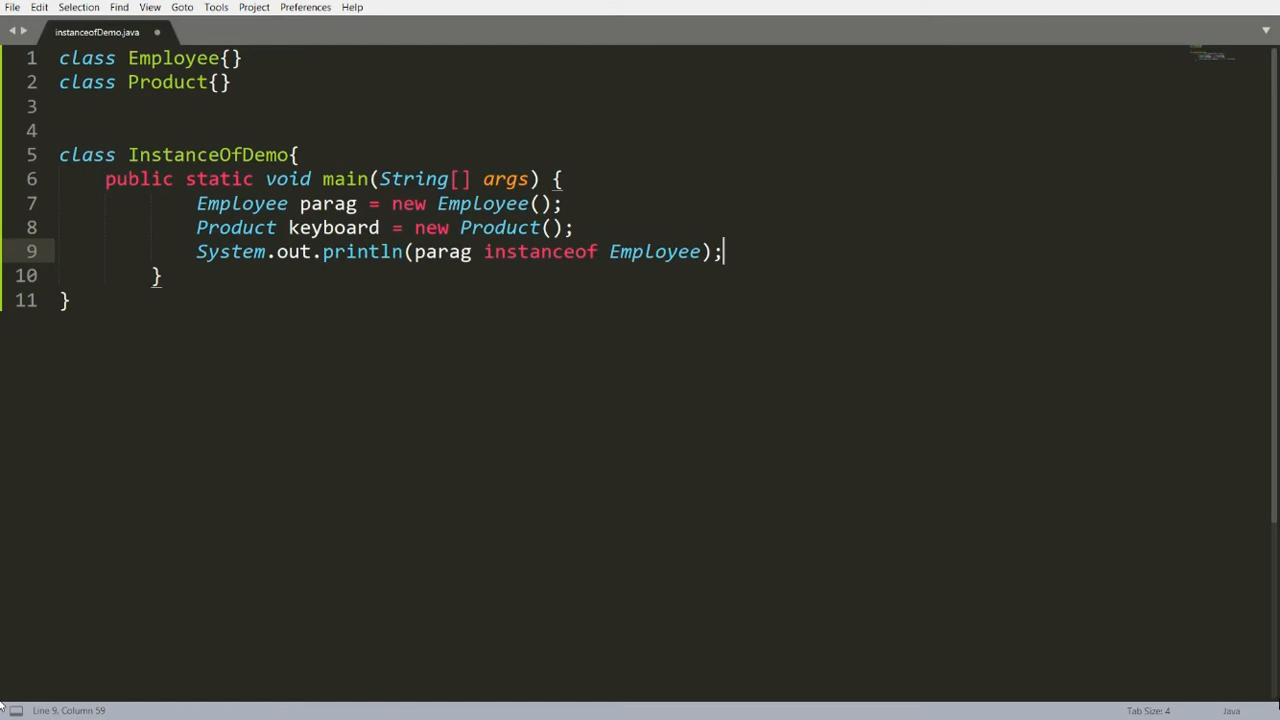 File Edit Selection Find View Goto Tools Project Preferences Help
instanceofDemo.java
1 class Employee{}
2 class Product{}
3
4
5 class InstanceOfDemo{
6     public static void main(String[] args) {
7             Employee parag = new Employee();
8             Product keyboard = new Product();
9             System.out.println(parag instanceof Employee);
10         }
11 }
Line 9, Column 59 Tab Size: 4 Java